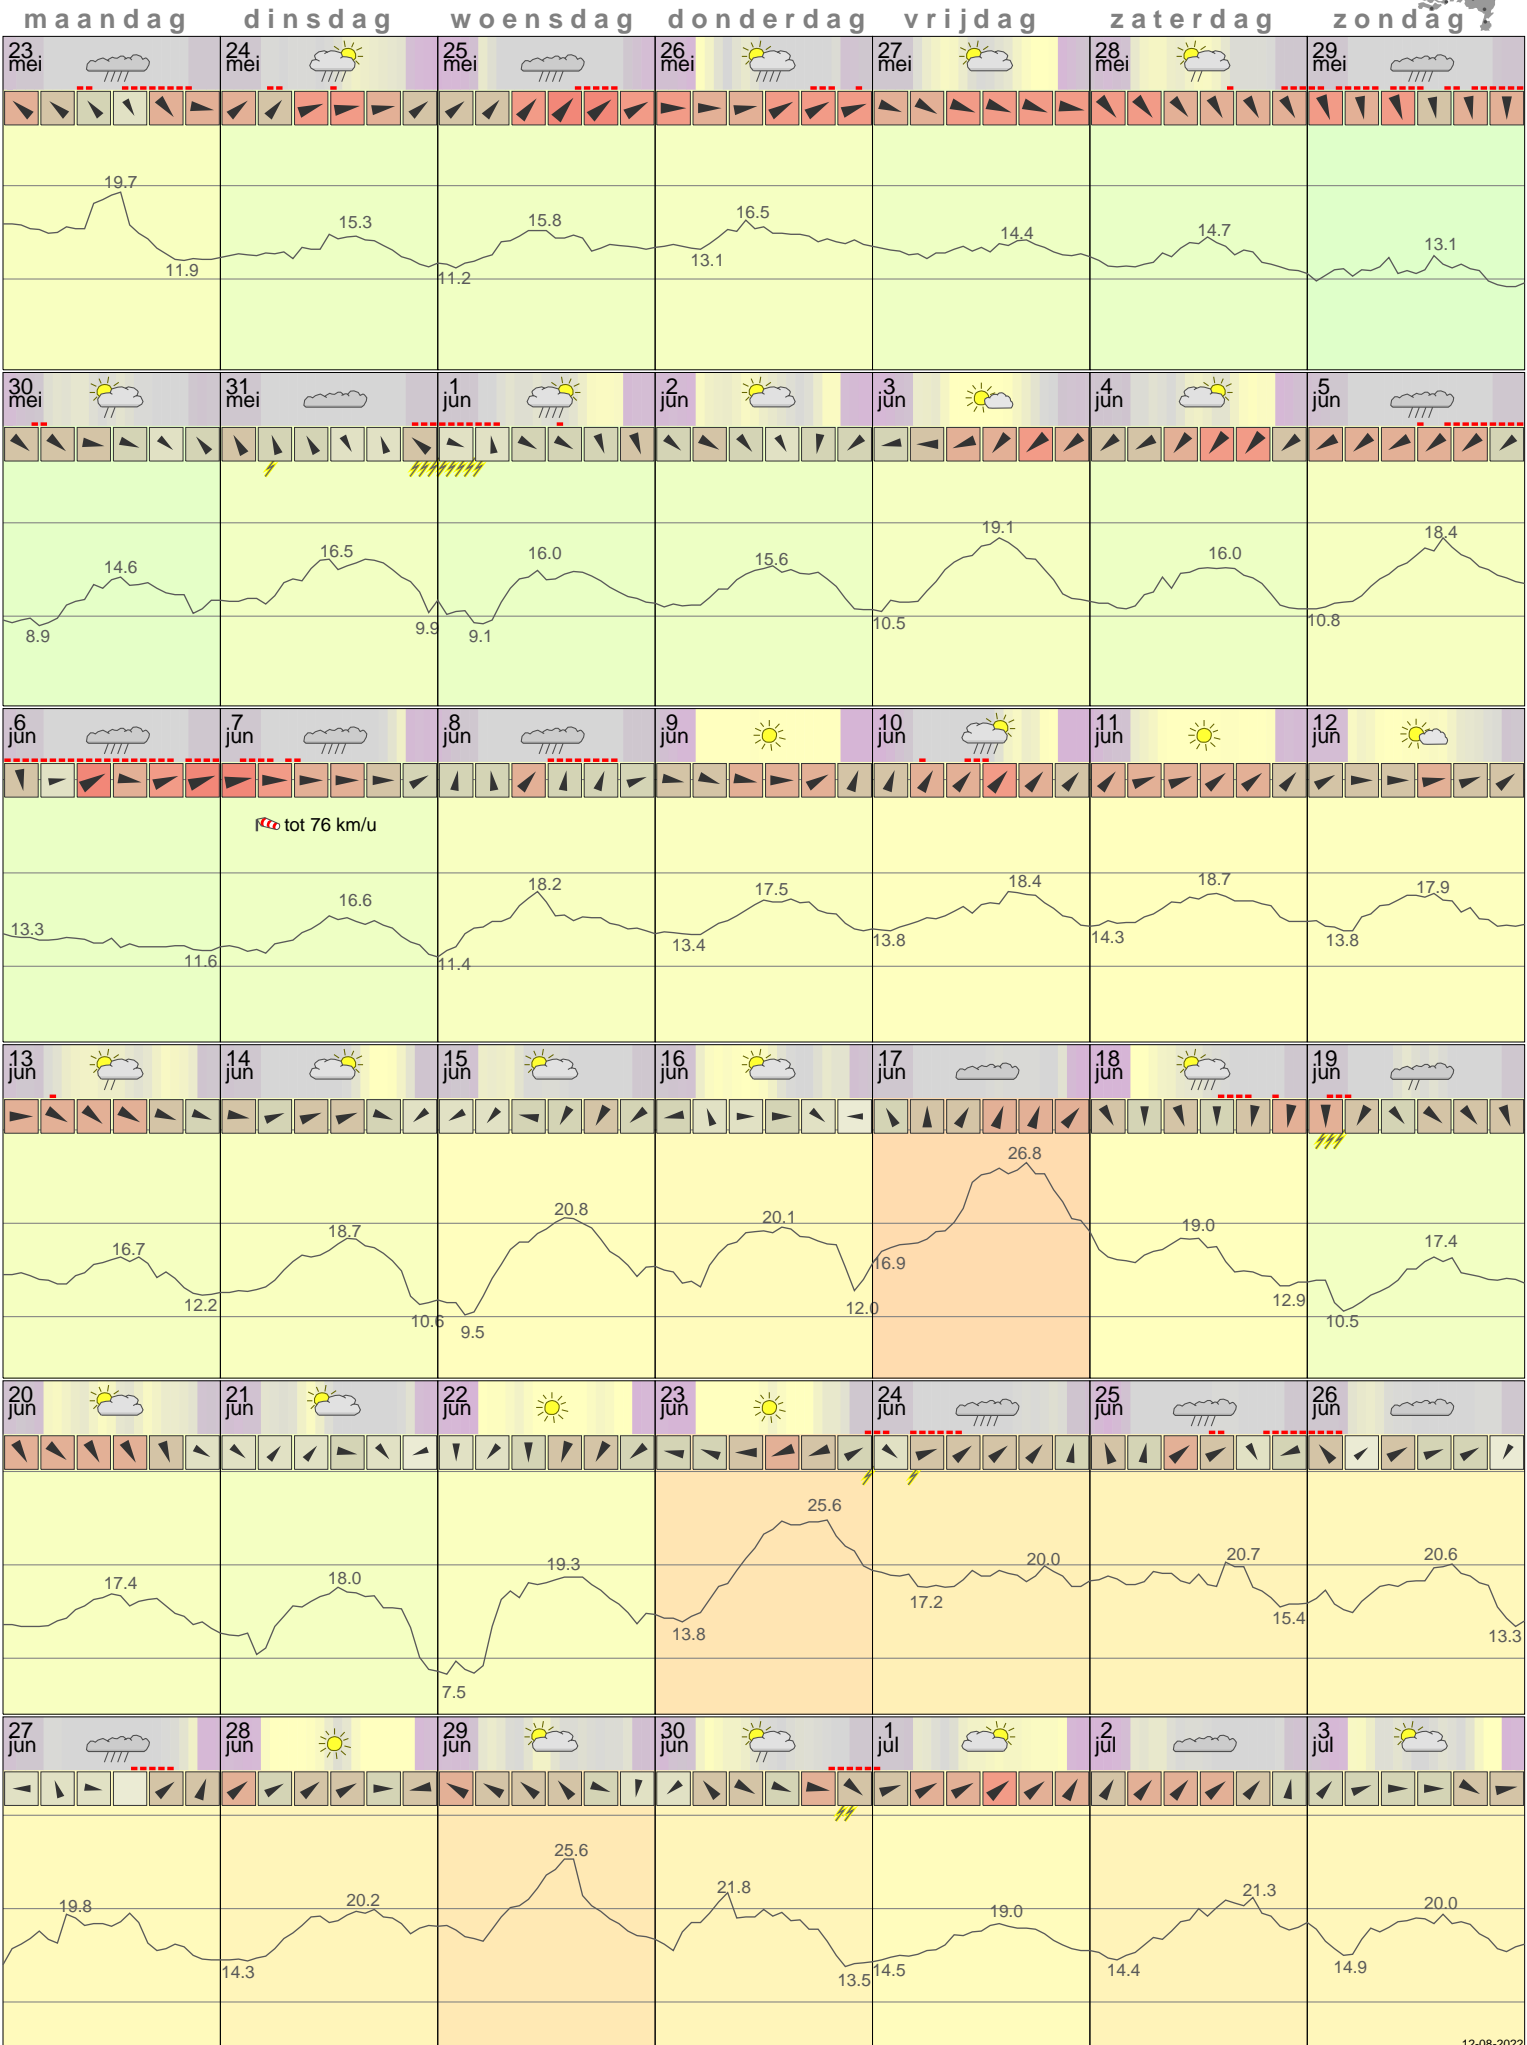 maandag dinsdag woensdag donderdag vrijdag zaterdag zondag
23 24 25 26 27 28 29
mei mei mei mei mei mei mei
19.7 11.9 15.3 11.2 15.8 13.1 16.5 14.4 14.7 13.1
30 31 1 2 3 4 5
mei mei jun jun jun jun jun
8.9 14.6 16.5 9.9 9.1 16.0 15.6 10.5 19.1 16.0 10.8 18.4
6 7 8 9 10 11 12
jun jun jun jun jun jun jun
tot 76 km/u
13.3 11.6 16.6 11.4 18.2 13.4 17.5 13.8 18.4 14.3 18.7 13.8 17.9
13 14 15 16 17 18 19
jun jun jun jun jun jun jun
16.7 12.2 18.7 10.6 9.5 20.8 20.1 12.0 16.9 26.8 19.0 12.9 10.5 17.4
20 21 22 23 24 25 26
jun jun jun jun jun jun jun
17.4 18.0 7.5 19.3 13.8 25.6 17.2 20.0 20.7 15.4 20.6 13.3
27 28 29 30 1 2 3
jun jun jun jun jul jul jul
19.8 14.3 20.2 25.6 21.8 13.5 14.5 19.0 14.4 21.3 14.9 20.0
12-08-2022